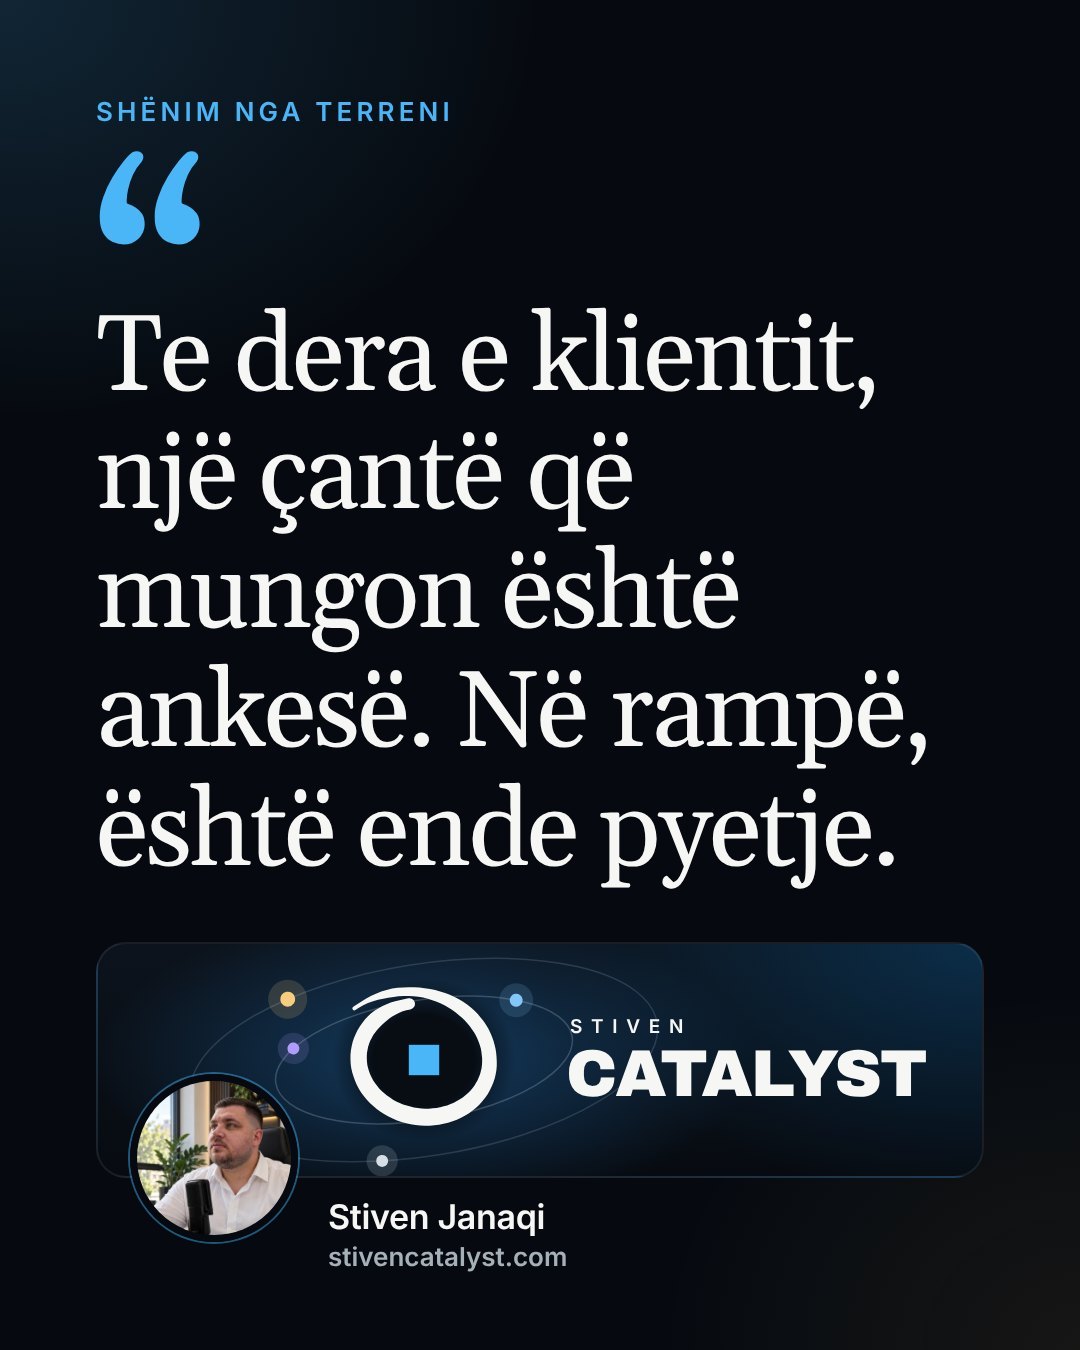 SHËNIM NGA TERRENI
“
Te dera e klientit,
një çantë që
mungon është
ankesë. Në rampë,
është ende pyetje.
STIVEN
CATALYST
Stiven Janaqi
stivencatalyst.com